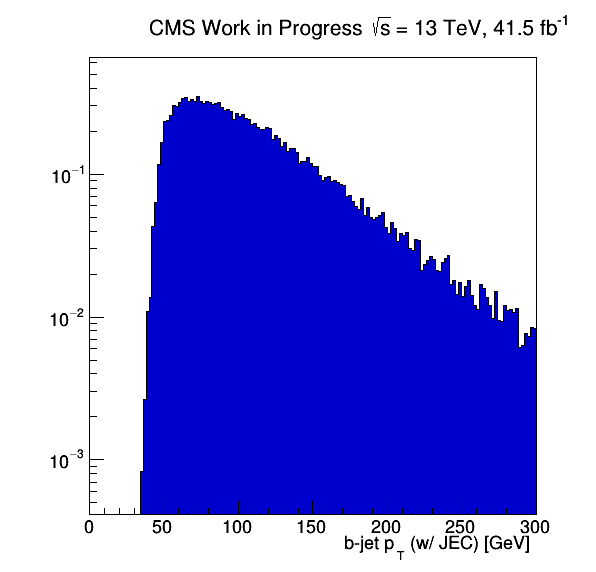 CMS Work in Progress √s = 13 TeV, 41.5 fb⁻¹
10⁻¹
10⁻²
10⁻³
0 50 100 150 200 250 300
b-jet p_T (w/ JEC) [GeV]